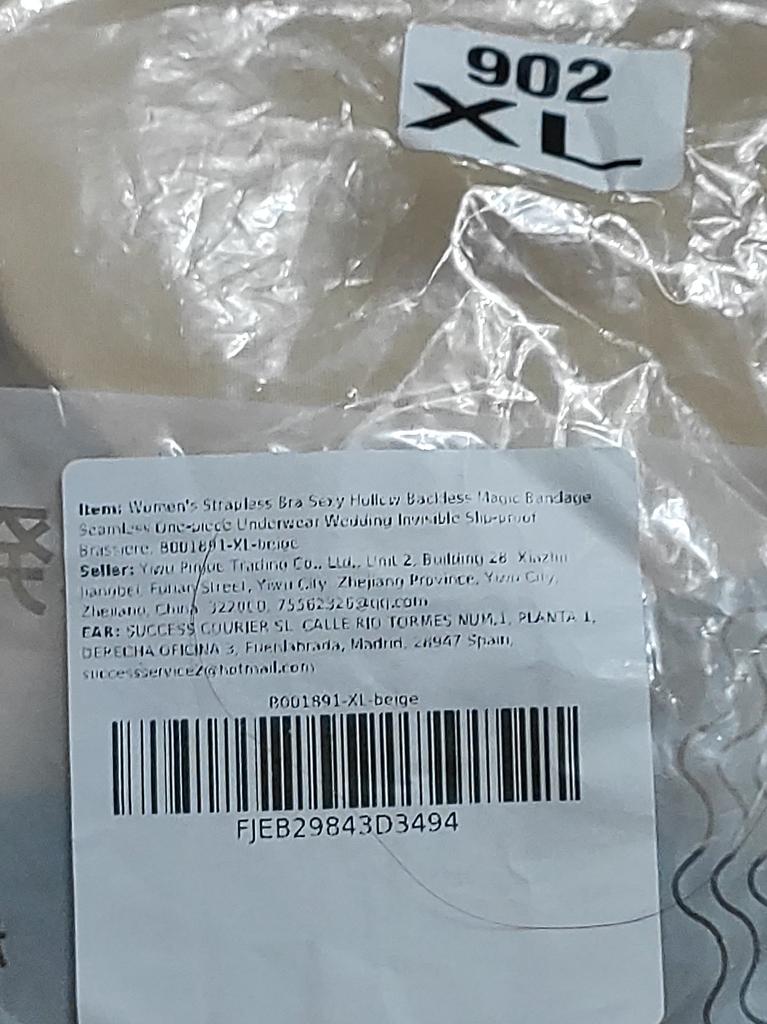 902
XL
Item: Women's Strapless Bra Sexy Hollow Backless Magic Bandage
Seamless One-piece Underwear Wedding Invisible Slip-proof
Brassiere, B001891-XL-beige
Seller: Yiwu Trading Co., Ltd., Unit 2, Building 28,
Street, Yiwu City, Zhejiang Province, Yiwu City,
Zhejiang, China, 322000, 75562326@qq.com
EAR: SUCCESS COURIER SL. CALLE RIO TORMES NUM.1, PLANTA 1,
DERECHA OFICINA 3, Fuenlabrada, Madrid, 28947 Spain,
successservice2@hotmail.com
B001891-XL-beige
FJEB29843D3494